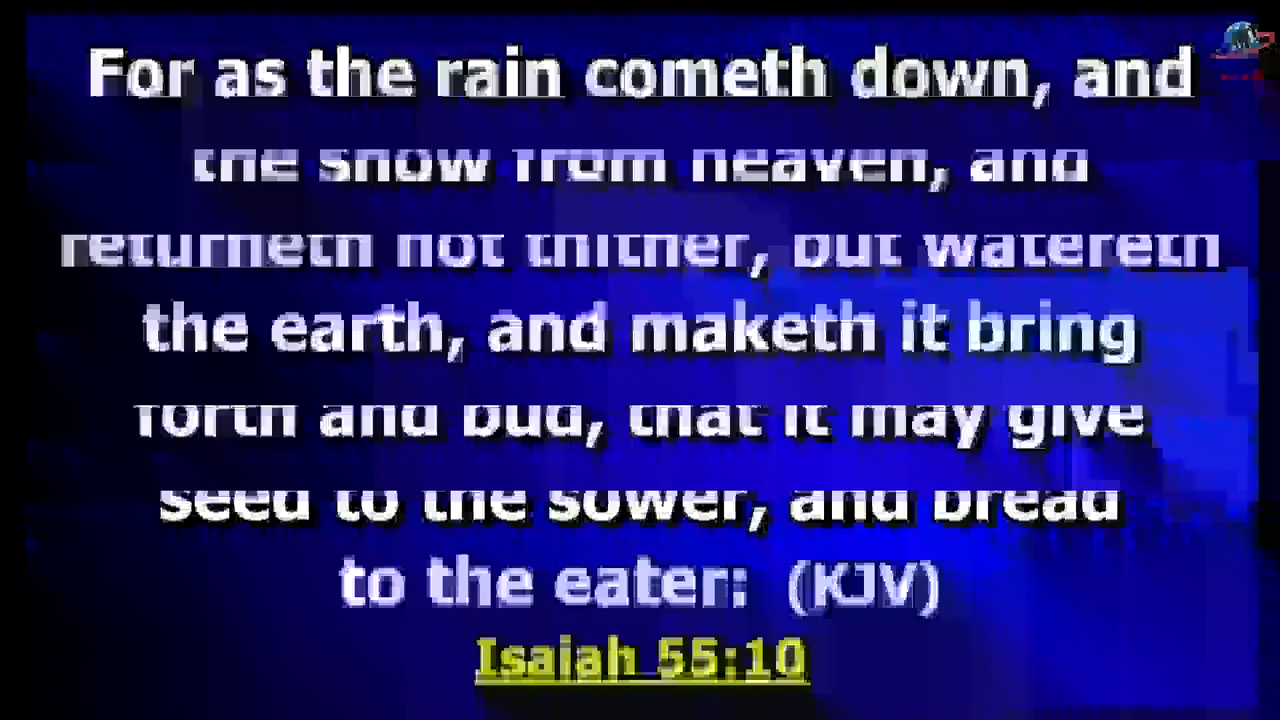 For as the rain cometh down, and
the snow from heaven, and
returneth not thither, but watereth
the earth, and maketh it bring
forth and bud, that it may give
seed to the sower, and bread
to the eater: (KJV)
Isaiah 55:10